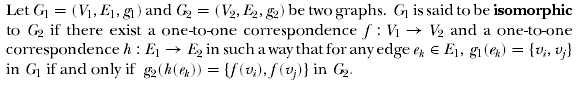 Let G₁ = (V₁, E₁, g₁) and G₂ = (V₂, E₂, g₂) be two graphs. G₁ is said to be isomorphic
to G₂ if there exist a one-to-one correspondence f : V₁ → V₂ and a one-to-one
correspondence h : E₁ → E₂ in such a way that for any edge eₖ ∈ E₁, g₁(eₖ) = {vᵢ, vⱼ}
in G₁ if and only if g₂(h(eₖ)) = {f(vᵢ), f(vⱼ)} in G₂.